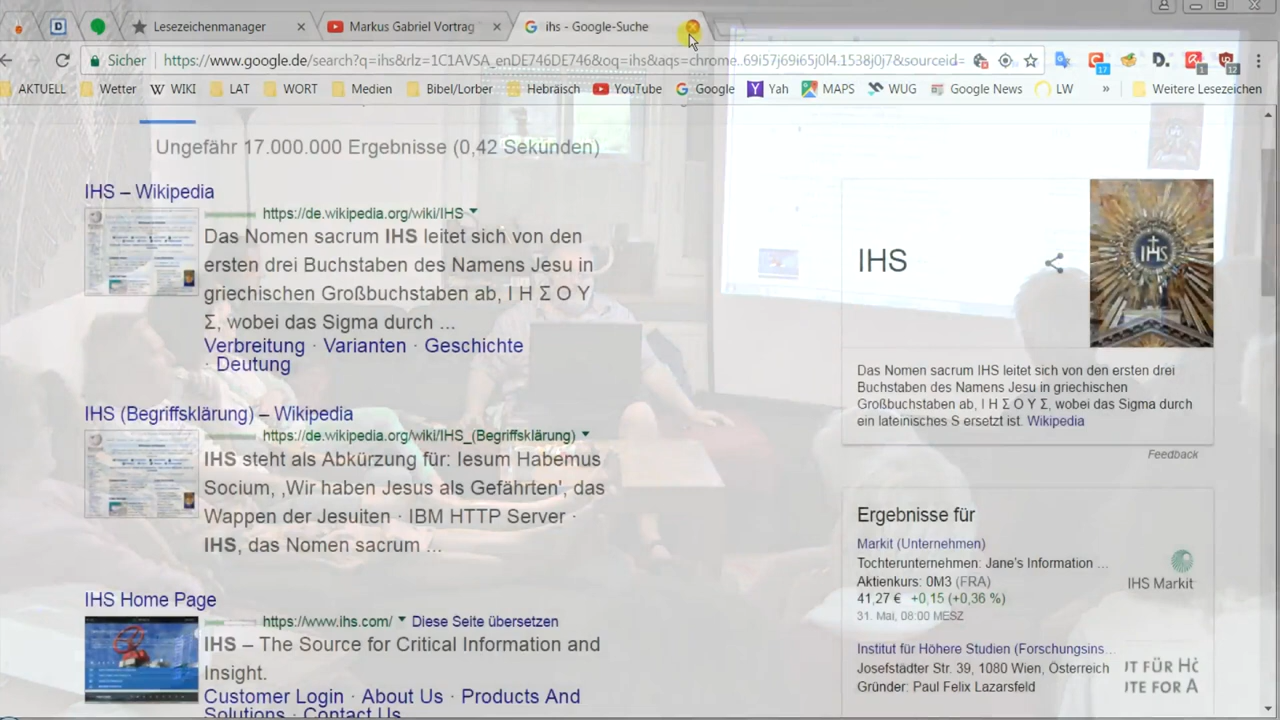 Lesezeichenmanager
Markus Gabriel Vortrag
ihs - Google-Suche
Sicher https://www.google.de/search?q=ihs&rlz=1C1AVSA_enDE746DE746&oq=ihs&aqs=chrome..69i57j69i65j0l4.1538j0j7&sourceid=
AKTUELL Wetter W WIKI LAT WORT Medien Bibel/Lorber Hebraisch YouTube Google Yah MAPS WUG Google News LW » Weitere Lesezeichen
Ungefähr 17.000.000 Ergebnisse (0,42 Sekunden)
IHS – Wikipedia
https://de.wikipedia.org/wiki/IHS
Das Nomen sacrum IHS leitet sich von den
ersten drei Buchstaben des Namens Jesu in
griechischen Großbuchstaben ab, Ι Η Σ Ο Υ
Σ, wobei das Sigma durch ...
Verbreitung · Varianten · Geschichte
· Deutung
IHS (Begriffsklärung) – Wikipedia
https://de.wikipedia.org/wiki/IHS_(Begriffsklärung)
IHS steht als Abkürzung für: Iesum Habemus
Socium, ‚Wir haben Jesus als Gefährten', das
Wappen der Jesuiten · IBM HTTP Server ·
IHS, das Nomen sacrum ...
IHS Home Page
https://www.ihs.com/ Diese Seite übersetzen
IHS – The Source for Critical Information and
Insight.
Customer Login · About Us · Products And
Solutions · Contact Us
IHS
IHS
Das Nomen sacrum IHS leitet sich von den ersten drei
Buchstaben des Namens Jesu in griechischen
Großbuchstaben ab, Ι Η Σ Ο Υ Σ, wobei das Sigma durch
ein lateinisches S ersetzt ist. Wikipedia
Feedback
Ergebnisse für
Markit (Unternehmen)
Tochterunternehmen: Jane's Information ...
Aktienkurs: 0M3 (FRA)
41,27 € +0,15 (+0,36 %)
31. Mai, 08:00 MESZ
IHS Markit
Institut für Höhere Studien (Forschungsins...
Josefstädter Str. 39, 1080 Wien, Österreich
Gründer: Paul Felix Lazarsfeld
JT FÜR HÖ
JTE FOR A